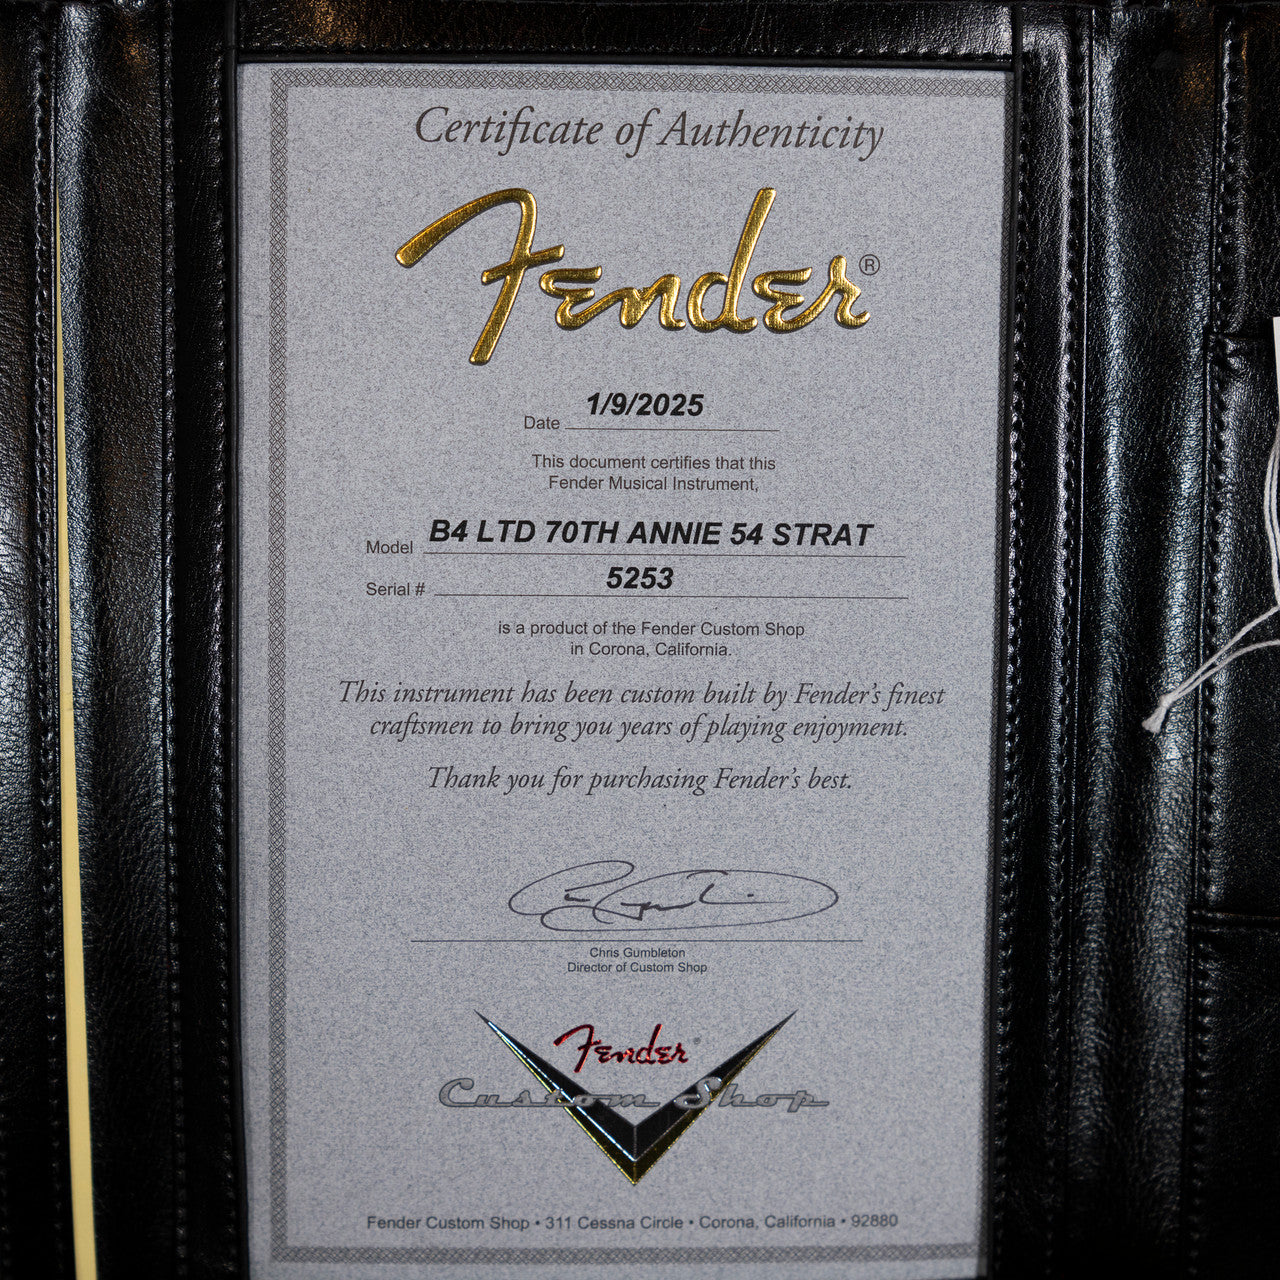 Certificate of Authenticity
Fender®
Date 1/9/2025
This document certifies that this
Fender Musical Instrument,
Model B4 LTD 70TH ANNIE 54 STRAT
Serial # 5253
is a product of the Fender Custom Shop
in Corona, California.
This instrument has been custom built by Fender's finest
craftsmen to bring you years of playing enjoyment.
Thank you for purchasing Fender's best.
Chris Gumbleton
Director of Custom Shop
Fender®
Custom Shop
Fender Custom Shop • 311 Cessna Circle • Corona, California • 92880